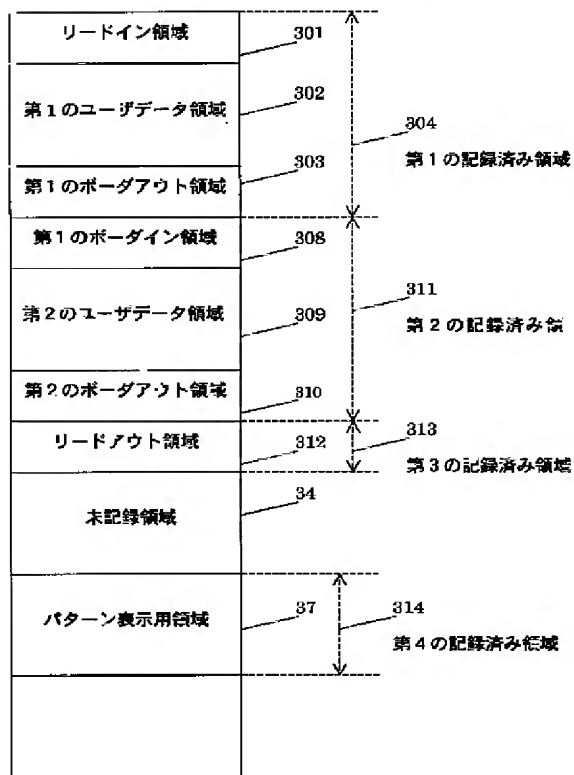 リードイン領域
301
第1のユーザデータ領域
302
304
第1の記録済み領域
第1のボーダアウト領域
303
第1のボーダイン領域
308
311
第2の記録済み領
第2のユーザデータ領域
309
第2のボーダアウト領域
310
リードアウト領域
312
313
第3の記録済み領域
未記録領域
34
パターン表示用領域
37
314
第4の記録済み領域